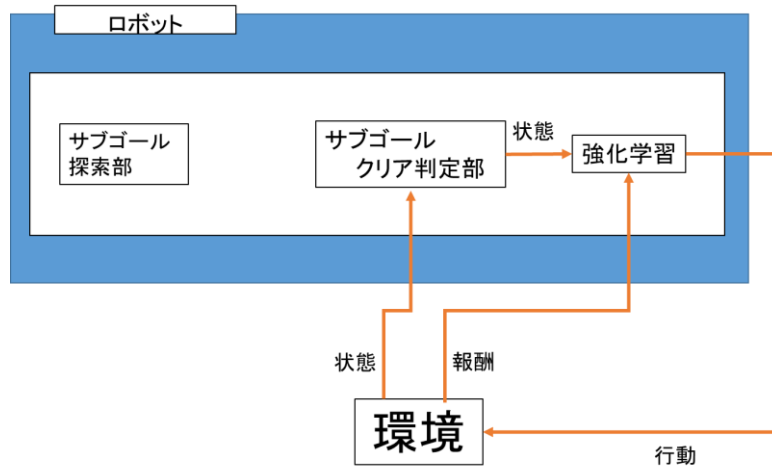 ロボット
サブゴール
探索部
サブゴール
クリア判定部
状態
強化学習
状態
報酬
環境
行動